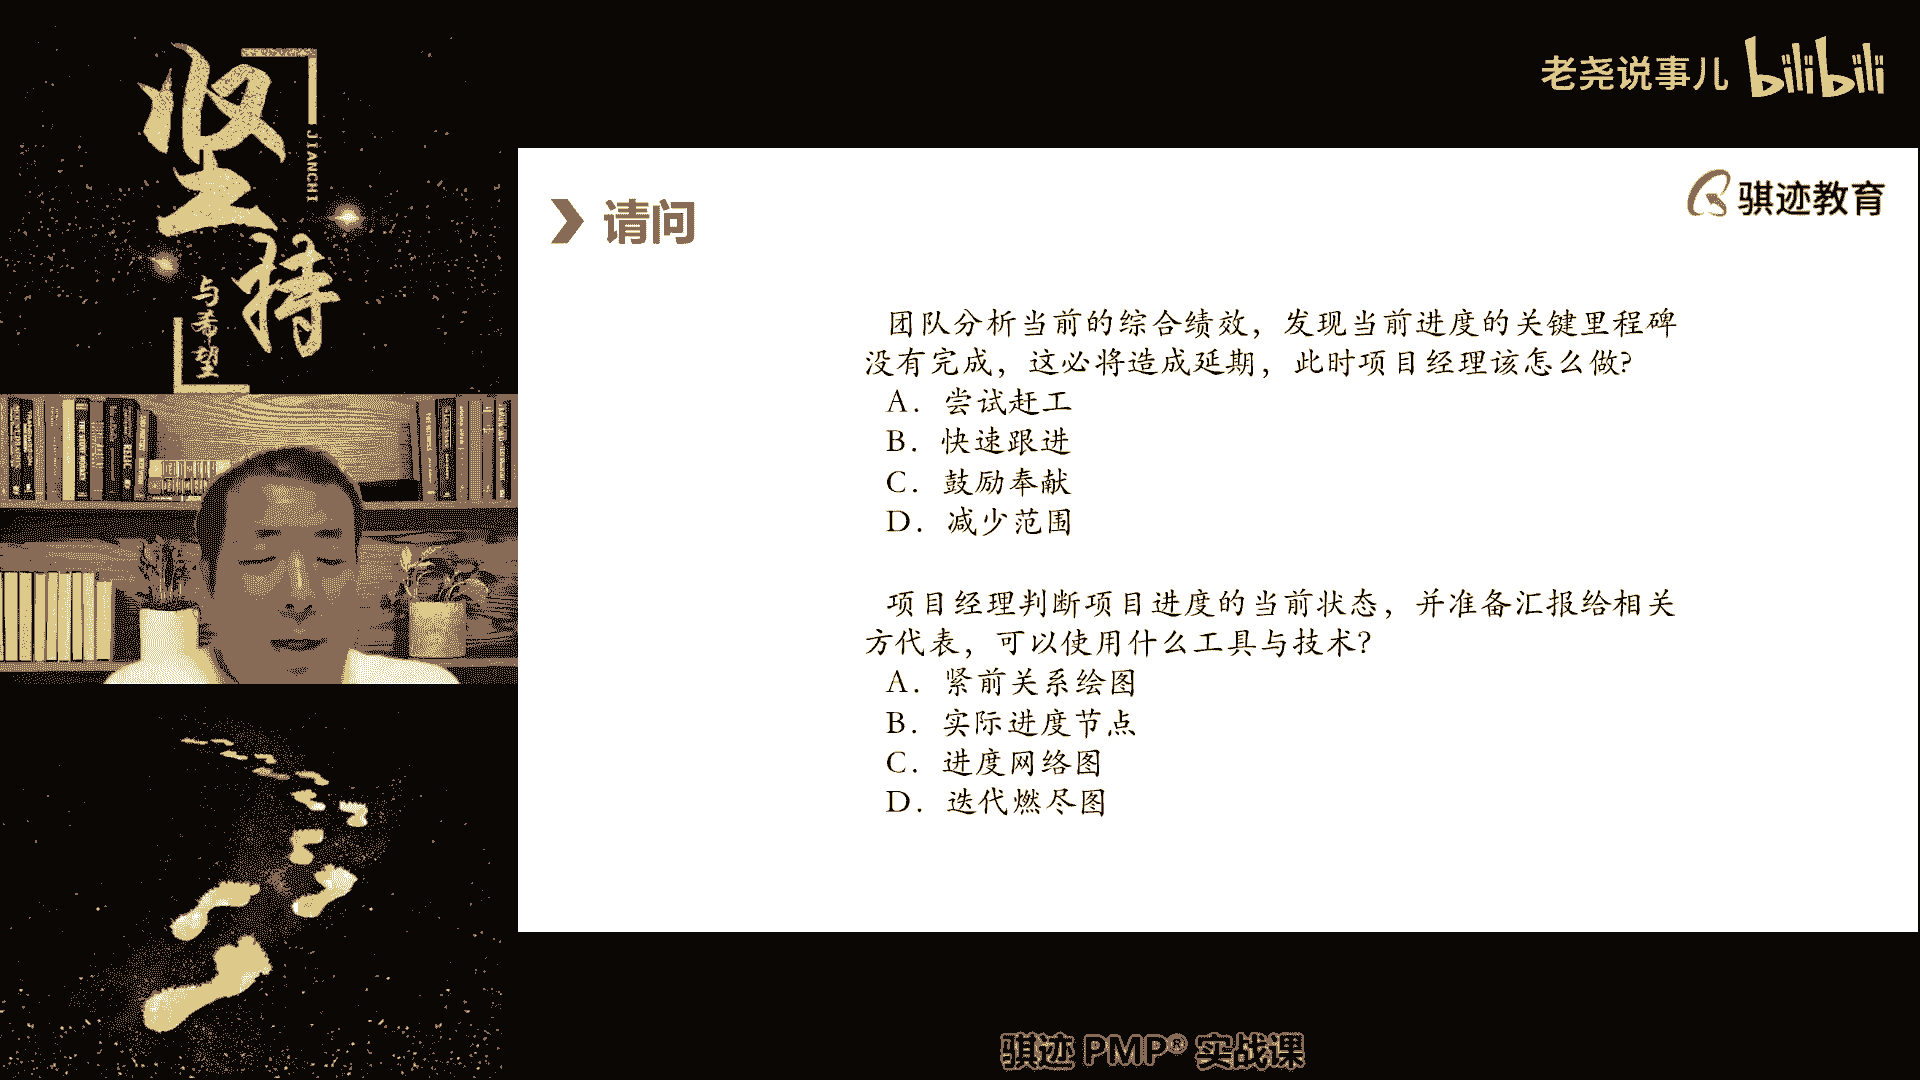 坚持
JIANCHI
与希望
老尧说事儿 bilibili
骐迹教育
请问
团队分析当前的综合绩效，发现当前进度的关键里程碑
没有完成，这必将造成延期，此时项目经理该怎么做?
A. 尝试赶工
B. 快速跟进
C. 鼓励奉献
D. 减少范围
项目经理判断项目进度的当前状态，并准备汇报给相关
方代表，可以使用什么工具与技术?
A. 紧前关系绘图
B. 实际进度节点
C. 进度网络图
D. 迭代燃尽图
骐迹 PMP® 实战课